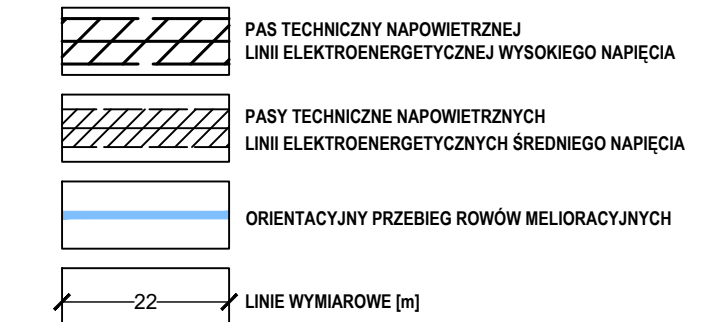 PAS TECHNICZNY NAPOWIETRZNEJ
LINII ELEKTROENERGETYCZNEJ WYSOKIEGO NAPIĘCIA
PASY TECHNICZNE NAPOWIETRZNYCH
LINII ELEKTROENERGETYCZNYCH ŚREDNIEGO NAPIĘCIA
ORIENTACYJNY PRZEBIEG ROWÓW MELIORACYJNYCH
22 LINIE WYMIAROWE [m]